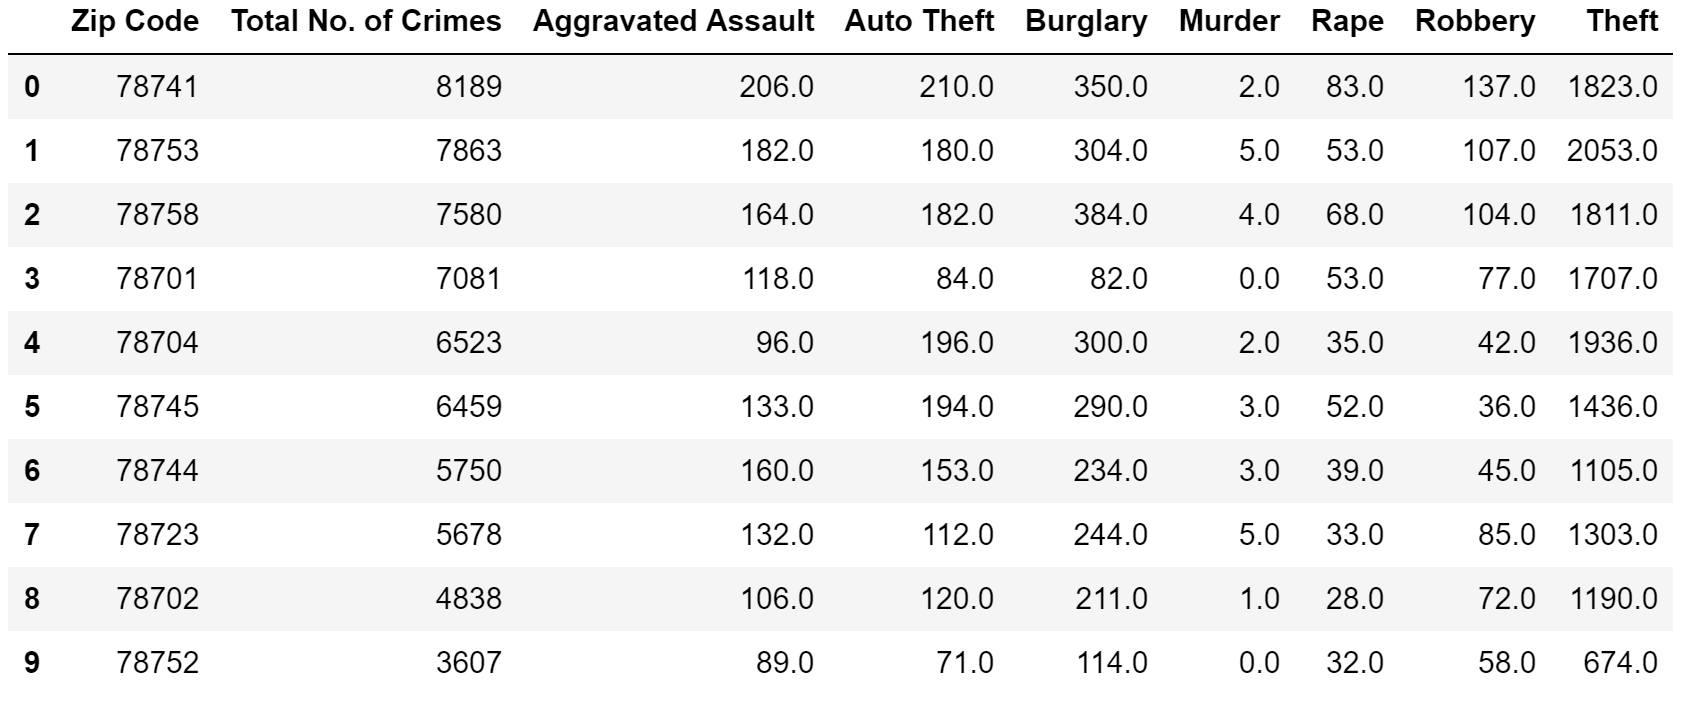 Zip Code Total No. of Crimes Aggravated Assault Auto Theft Burglary Murder Rape Robbery Theft
0 78741 8189 206.0 210.0 350.0 2.0 83.0 137.0 1823.0
1 78753 7863 182.0 180.0 304.0 5.0 53.0 107.0 2053.0
2 78758 7580 164.0 182.0 384.0 4.0 68.0 104.0 1811.0
3 78701 7081 118.0 84.0 82.0 0.0 53.0 77.0 1707.0
4 78704 6523 96.0 196.0 300.0 2.0 35.0 42.0 1936.0
5 78745 6459 133.0 194.0 290.0 3.0 52.0 36.0 1436.0
6 78744 5750 160.0 153.0 234.0 3.0 39.0 45.0 1105.0
7 78723 5678 132.0 112.0 244.0 5.0 33.0 85.0 1303.0
8 78702 4838 106.0 120.0 211.0 1.0 28.0 72.0 1190.0
9 78752 3607 89.0 71.0 114.0 0.0 32.0 58.0 674.0